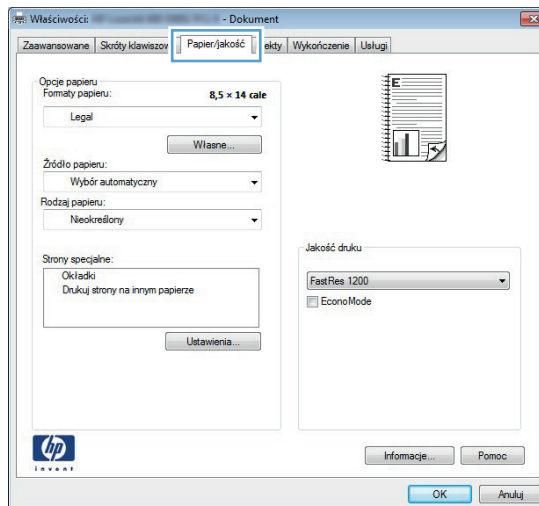 Właściwości: - Dokument
Zaawansowane Skróty klawiszow Papier/jakość ekty Wykończenie Usługi
Opcje papieru
Formaty papieru: 8,5 × 14 cale
Legal
Własne...
Źródło papieru:
Wybór automatyczny
Rodzaj papieru:
Nieokreślony
Strony specjalne:
Okładki
Drukuj strony na innym papierze
Ustawienia...
E
Jakość druku
FastRes 1200
EconoMode
hp
invent
Informacje... Pomoc
OK Anuluj